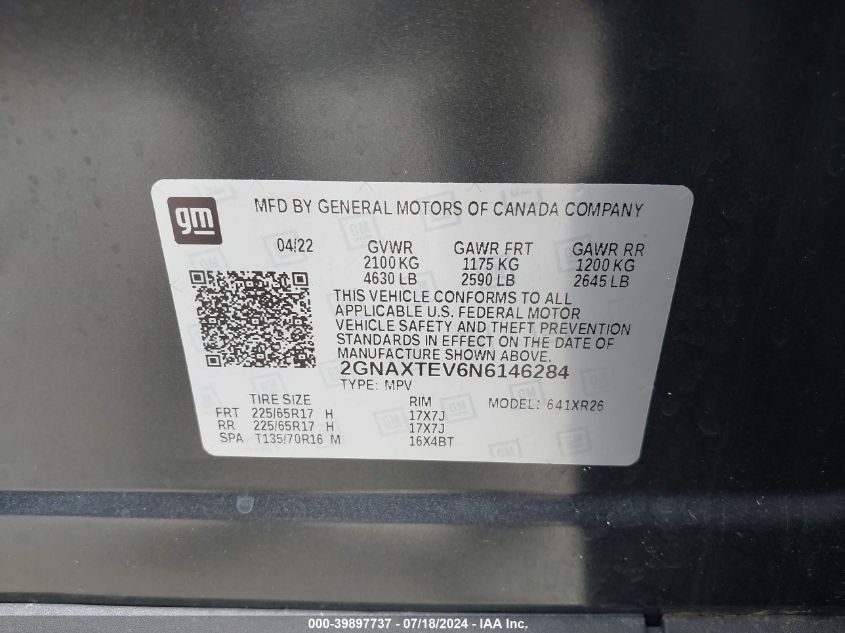 gm
MFD BY GENERAL MOTORS OF CANADA COMPANY
04/22 GVWR GAWR FRT GAWR RR
2100 KG 1175 KG 1200 KG
4630 LB 2590 LB 2645 LB
THIS VEHICLE CONFORMS TO ALL
APPLICABLE U.S. FEDERAL MOTOR
VEHICLE SAFETY AND THEFT PREVENTION
STANDARDS IN EFFECT ON THE DATE OF
MANUFACTURE SHOWN ABOVE.
2GNAXTEV6N6146284
TYPE: MPV
TIRE SIZE RIM MODEL: 641XR26
FRT 225/65R17 H 17X7J
RR 225/65R17 H 17X7J
SPA T135/70R16 M 16X4BT
000-39897737 - 07/18/2024 - IAA Inc.